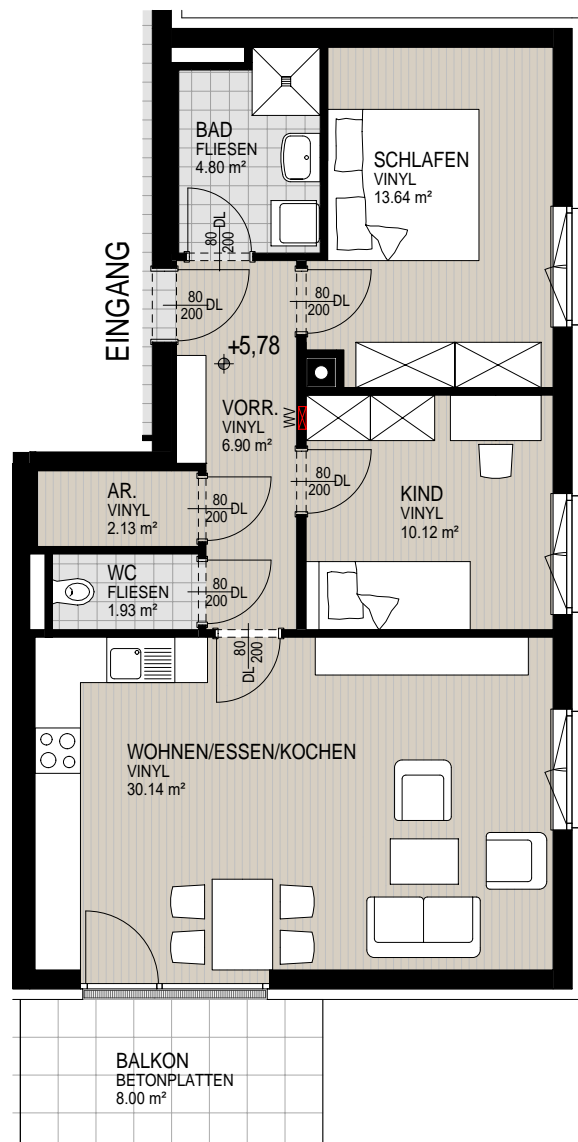 BAD
FLIESEN
4.80 m²
SCHLAFEN
VINYL
13.64 m²
80
200
DL
EINGANG
80
200
DL
80
200
DL
+5,78
VORR.
VINYL
6.90 m²
AR.
VINYL
2.13 m²
80
200
DL
80
200
DL
KIND
VINYL
10.12 m²
WC
FLIESEN
1.93 m²
80
200
DL
80
200
DL
WOHNEN/ESSEN/KOCHEN
VINYL
30.14 m²
BALKON
BETONPLATTEN
8.00 m²